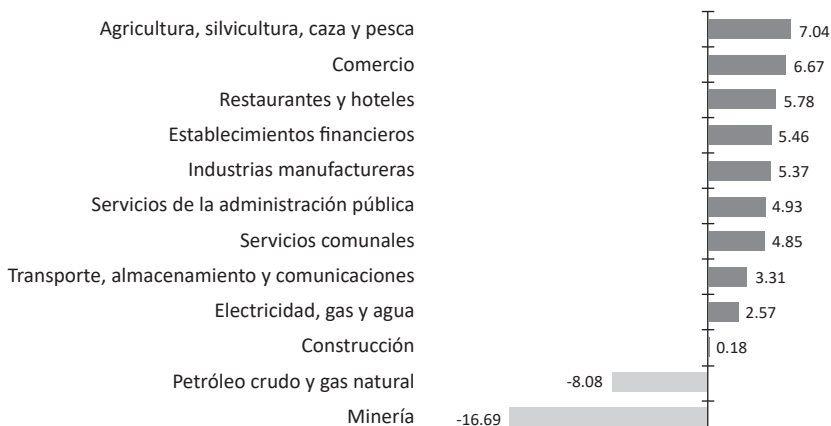 Agricultura, silvicultura, caza y pesca 7.04
Comercio 6.67
Restaurantes y hoteles 5.78
Establecimientos financieros 5.46
Industrias manufactureras 5.37
Servicios de la administración pública 4.93
Servicios comunales 4.85
Transporte, almacenamiento y comunicaciones 3.31
Electricidad, gas y agua 2.57
Construcción 0.18
Petróleo crudo y gas natural -8.08
Minería -16.69